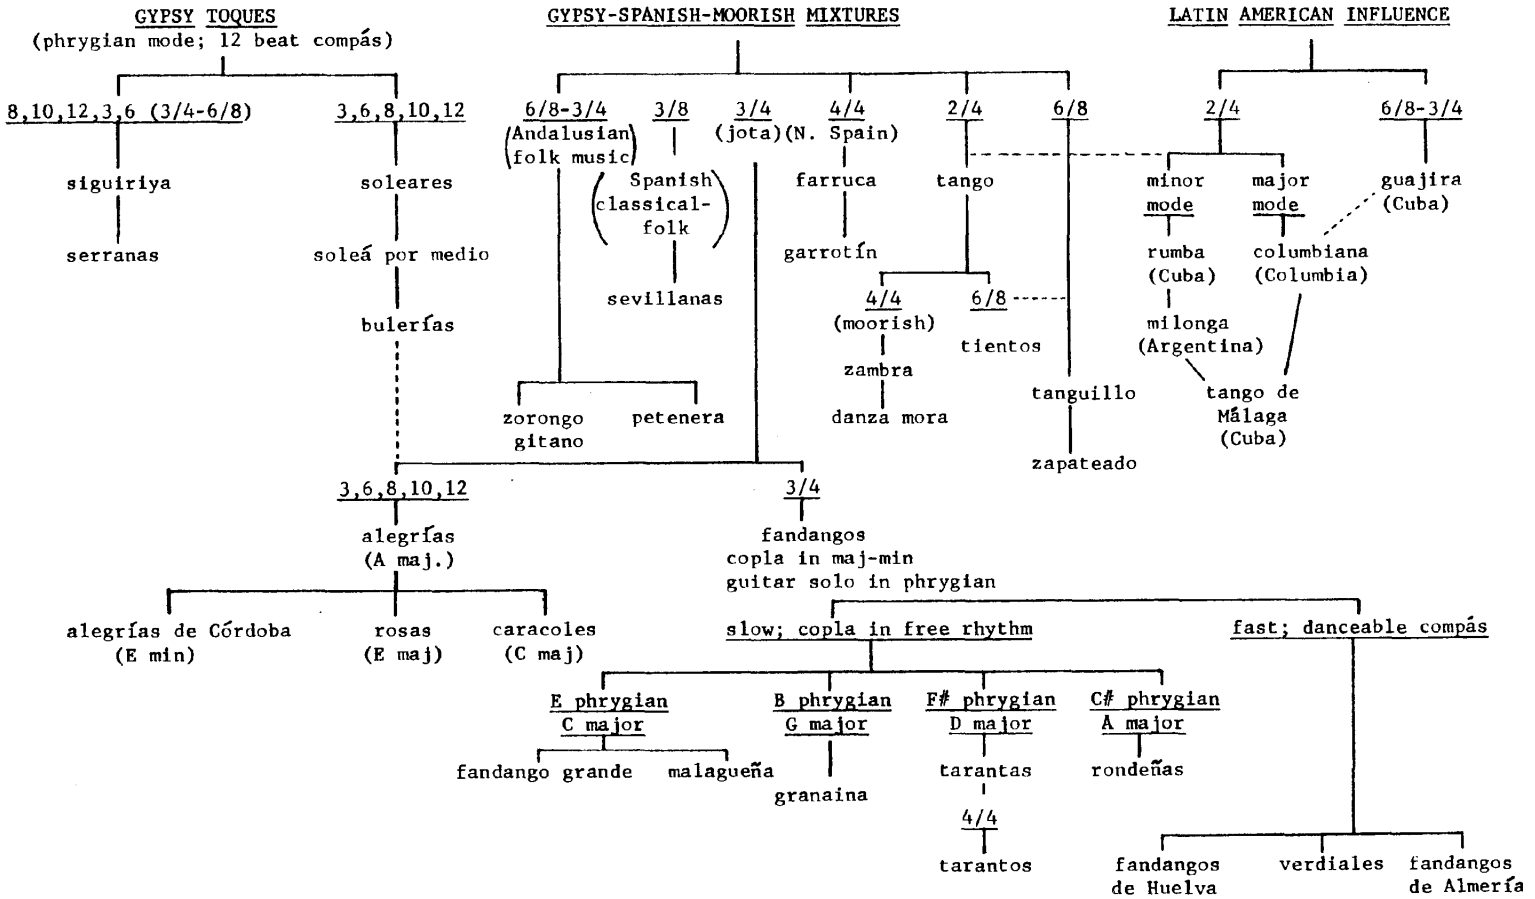 GYPSY TOQUES
(phrygian mode; 12 beat compás)
GYPSY-SPANISH-MOORISH MIXTURES
LATIN AMERICAN INFLUENCE
8,10,12,3,6 (3/4-6/8)
3,6,8,10,12
6/8-3/4
(Andalusian
folk music)
3/8
3/4
(jota)
4/4
(N. Spain)
2/4
6/8
2/4
6/8-3/4
siguiriya
serranas
soleares
soleá por medio
bulerías
(Spanish
classical-
folk)
sevillanas
farruca
garrotín
tango
4/4
(moorish)
zambra
danza mora
6/8
tientos
minor
mode
rumba
(Cuba)
milonga
(Argentina)
major
mode
columbiana
(Columbia)
guajira
(Cuba)
tango de
Málaga
(Cuba)
zorongo
gitano
petenera
tanguillo
zapateado
3,6,8,10,12
alegrías
(A maj.)
3/4
fandangos
copla in maj-min
guitar solo in phrygian
alegrías de Córdoba
(E min)
rosas
(E maj)
caracoles
(C maj)
slow; copla in free rhythm
fast; danceable compás
E phrygian
C major
B phrygian
G major
F# phrygian
D major
C# phrygian
A major
fandango grande
malagueña
granaina
tarantas
4/4
tarantos
rondeñas
fandangos
de Huelva
verdiales
fandangos
de Almería